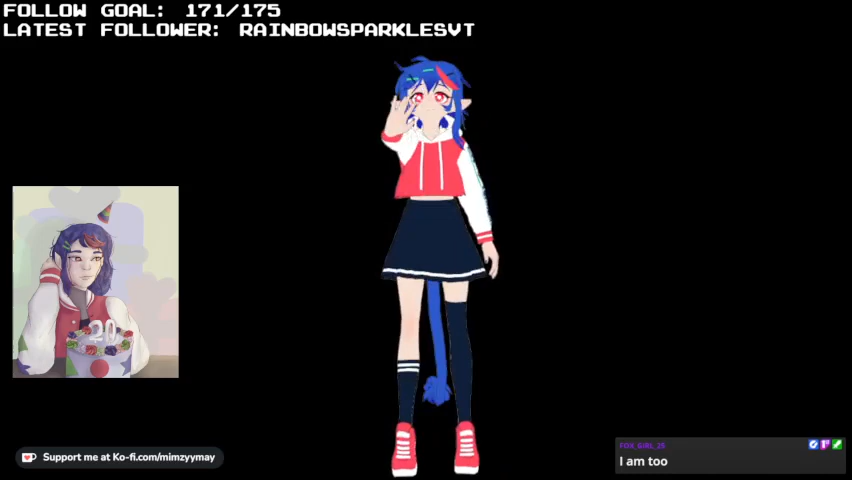 FOLLOW GOAL: 171/175
LATEST FOLLOWER: RAINBOWSPARKLESVT
20
Support me at Ko-fi.com/mimzyymay
FOX_GIRL_25
I am too